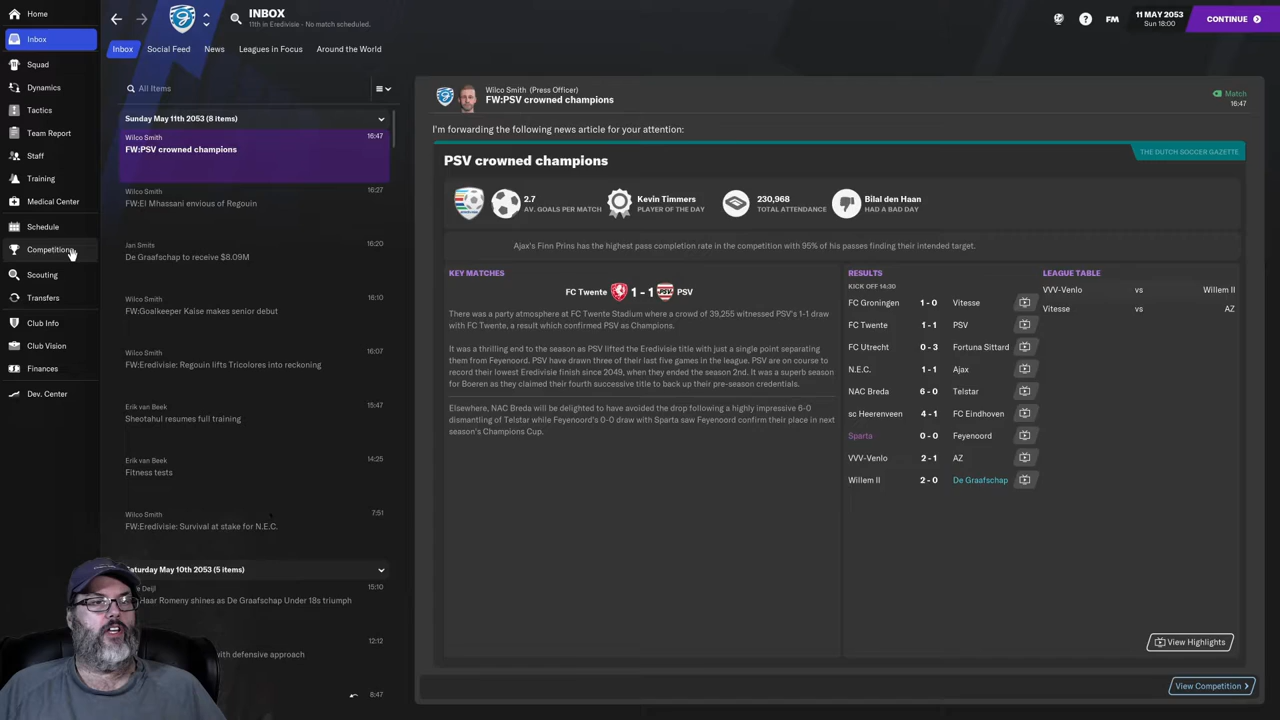 Home
Inbox
Squad
Dynamics
Tactics
Team Report
Staff
Training
Medical Center
Schedule
Competitions
Scouting
Transfers
Club Info
Club Vision
Finances
Dev. Center
INBOX
11th in Eredivisie - No match scheduled.
FM
11 MAY 2053
Sun 18:00
CONTINUE
Inbox Social Feed News Leagues in Focus Around the World
All Items
Sunday May 11th 2053 (8 items)
Wilco Smith 16:47
FW:PSV crowned champions
Wilco Smith 16:27
FW:El Mhassani envious of Regouin
Jan Smits 16:20
De Graafschap to receive $8.09M
Wilco Smith 16:10
FW:Goalkeeper Kalse makes senior debut
Wilco Smith 16:07
FW:Eredivisie: Regouin lifts Tricolores into reckoning
Erik van Beek 15:47
Sheotahul resumes full training
Erik van Beek 14:25
Fitness tests
Wilco Smith 7:51
FW:Eredivisie: Survival at stake for N.E.C.
Saturday May 10th 2053 (5 items)
Deijl 15:10
Haar Romeny shines as De Graafschap Under 18s triumph
12:12
with defensive approach
8:47
Wilco Smith (Press Officer)
FW:PSV crowned champions
Match
16:47
I'm forwarding the following news article for your attention:
PSV crowned champions
THE DUTCH SOCCER GAZETTE
2.7
AV. GOALS PER MATCH
Kevin Timmers
PLAYER OF THE DAY
230,968
TOTAL ATTENDANCE
Bilal den Haan
HAD A BAD DAY
Ajax's Finn Prins has the highest pass completion rate in the competition with 95% of his passes finding their intended target.
KEY MATCHES
FC Twente 1 - 1 PSV
There was a party atmosphere at FC Twente Stadium where a crowd of 39,255 witnessed PSV's 1-1 draw
with FC Twente, a result which confirmed PSV as Champions.
It was a thrilling end to the season as PSV lifted the Eredivisie title with just a single point separating
them from Feyenoord. PSV have drawn three of their last five games in the league. PSV are on course to
record their lowest Eredivisie finish since 2049, when they ended the season 2nd. It was a superb season
for Boeren as they claimed their fourth successive title to back up their pre-season credentials.
Elsewhere, NAC Breda will be delighted to have avoided the drop following a highly impressive 6-0
dismantling of Telstar while Feyenoord's 0-0 draw with Sparta saw Feyenoord confirm their place in next
season's Champions Cup.
RESULTS
KICK OFF 14:30
FC Groningen 1 - 0 Vitesse
FC Twente 1 - 1 PSV
FC Utrecht 0 - 3 Fortuna Sittard
N.E.C. 1 - 1 Ajax
NAC Breda 6 - 0 Telstar
sc Heerenveen 4 - 1 FC Eindhoven
Sparta 0 - 0 Feyenoord
VVV-Venlo 2 - 1 AZ
Willem II 2 - 0 De Graafschap
LEAGUE TABLE
VVV-Venlo vs Willem II
Vitesse vs AZ
View Highlights
View Competition